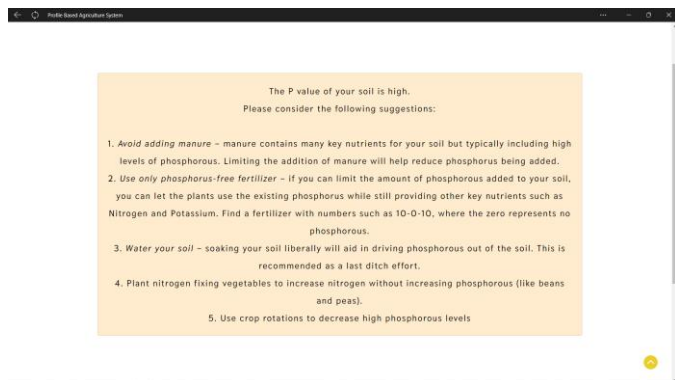 Profile Based Agriculture System
The P value of your soil is high.
Please consider the following suggestions:
1. Avoid adding manure – manure contains many key nutrients for your soil but typically including high
levels of phosphorous. Limiting the addition of manure will help reduce phosphorus being added.
2. Use only phosphorus-free fertilizer – if you can limit the amount of phosphorous added to your soil,
you can let the plants use the existing phosphorus while still providing other key nutrients such as
Nitrogen and Potassium. Find a fertilizer with numbers such as 10-0-10, where the zero represents no
phosphorous.
3. Water your soil – soaking your soil liberally will aid in driving phosphorous out of the soil. This is
recommended as a last ditch effort.
4. Plant nitrogen fixing vegetables to increase nitrogen without increasing phosphorous (like beans
and peas).
5. Use crop rotations to decrease high phosphorous levels